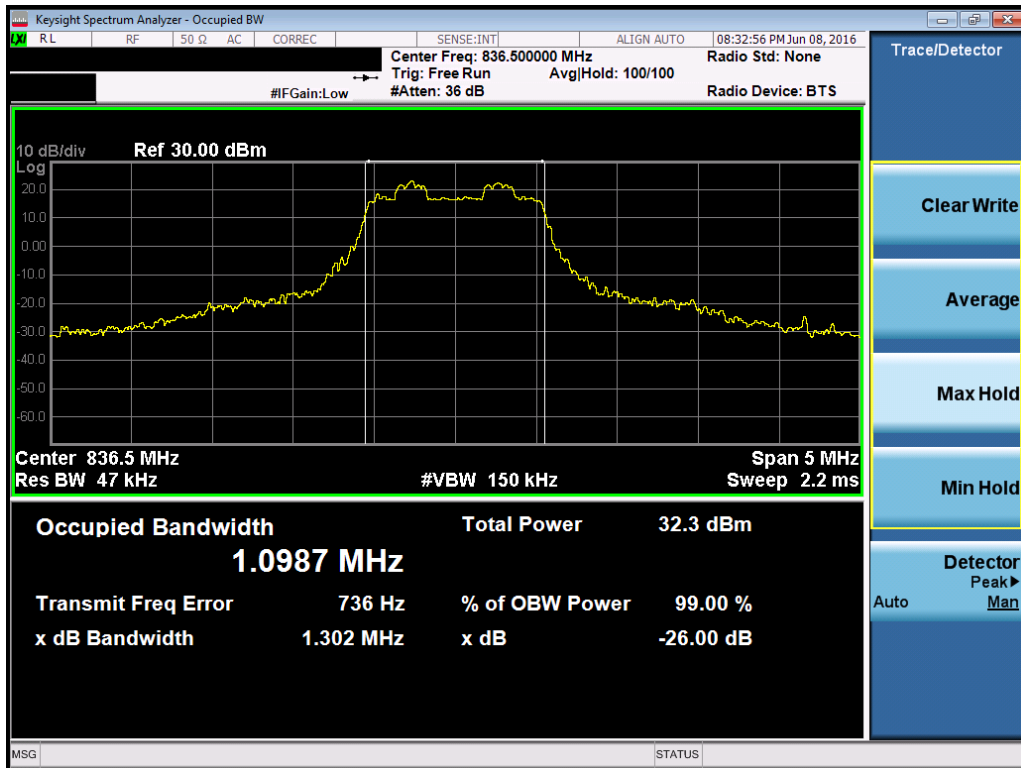 Keysight Spectrum Analyzer - Occupied BW
LXI RL RF 50 Ω AC CORREC SENSE:INT ALIGN AUTO 08:32:56 PM Jun 08, 2016
Center Freq: 836.500000 MHz Radio Std: None
Trig: Free Run Avg|Hold: 100/100
#IFGain:Low #Atten: 36 dB Radio Device: BTS
Trace/Detector
10 dB/div Ref 30.00 dBm
Log
20.0
10.0
0.00
-10.0
-20.0
-30.0
-40.0
-50.0
-60.0
Center 836.5 MHz Span 5 MHz
Res BW 47 kHz #VBW 150 kHz Sweep 2.2 ms
Occupied Bandwidth Total Power 32.3 dBm
1.0987 MHz
Transmit Freq Error 736 Hz % of OBW Power 99.00 %
x dB Bandwidth 1.302 MHz x dB -26.00 dB
Clear Write
Average
Max Hold
Min Hold
Detector
Peak▶
Auto Man
MSG STATUS